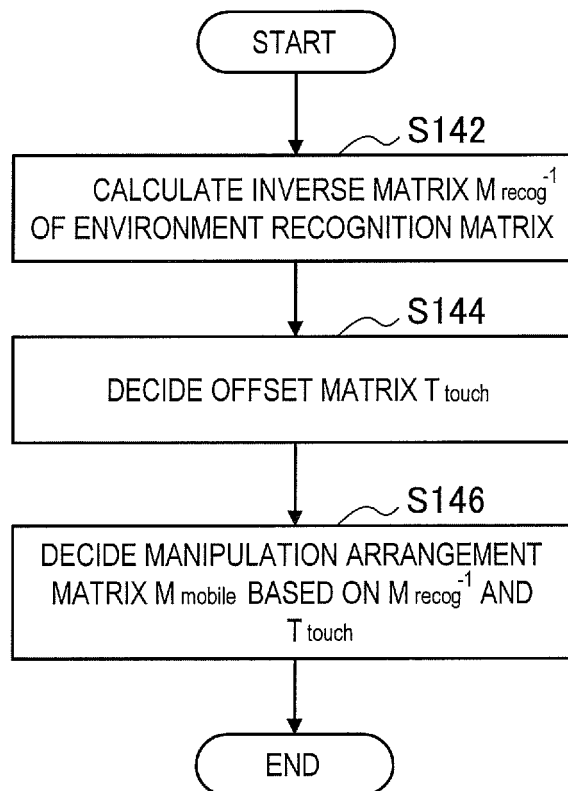 START
S142
CALCULATE INVERSE MATRIX M recog⁻¹
OF ENVIRONMENT RECOGNITION MATRIX
S144
DECIDE OFFSET MATRIX T touch
S146
DECIDE MANIPULATION ARRANGEMENT
MATRIX M mobile BASED ON M recog⁻¹ AND
T touch
END